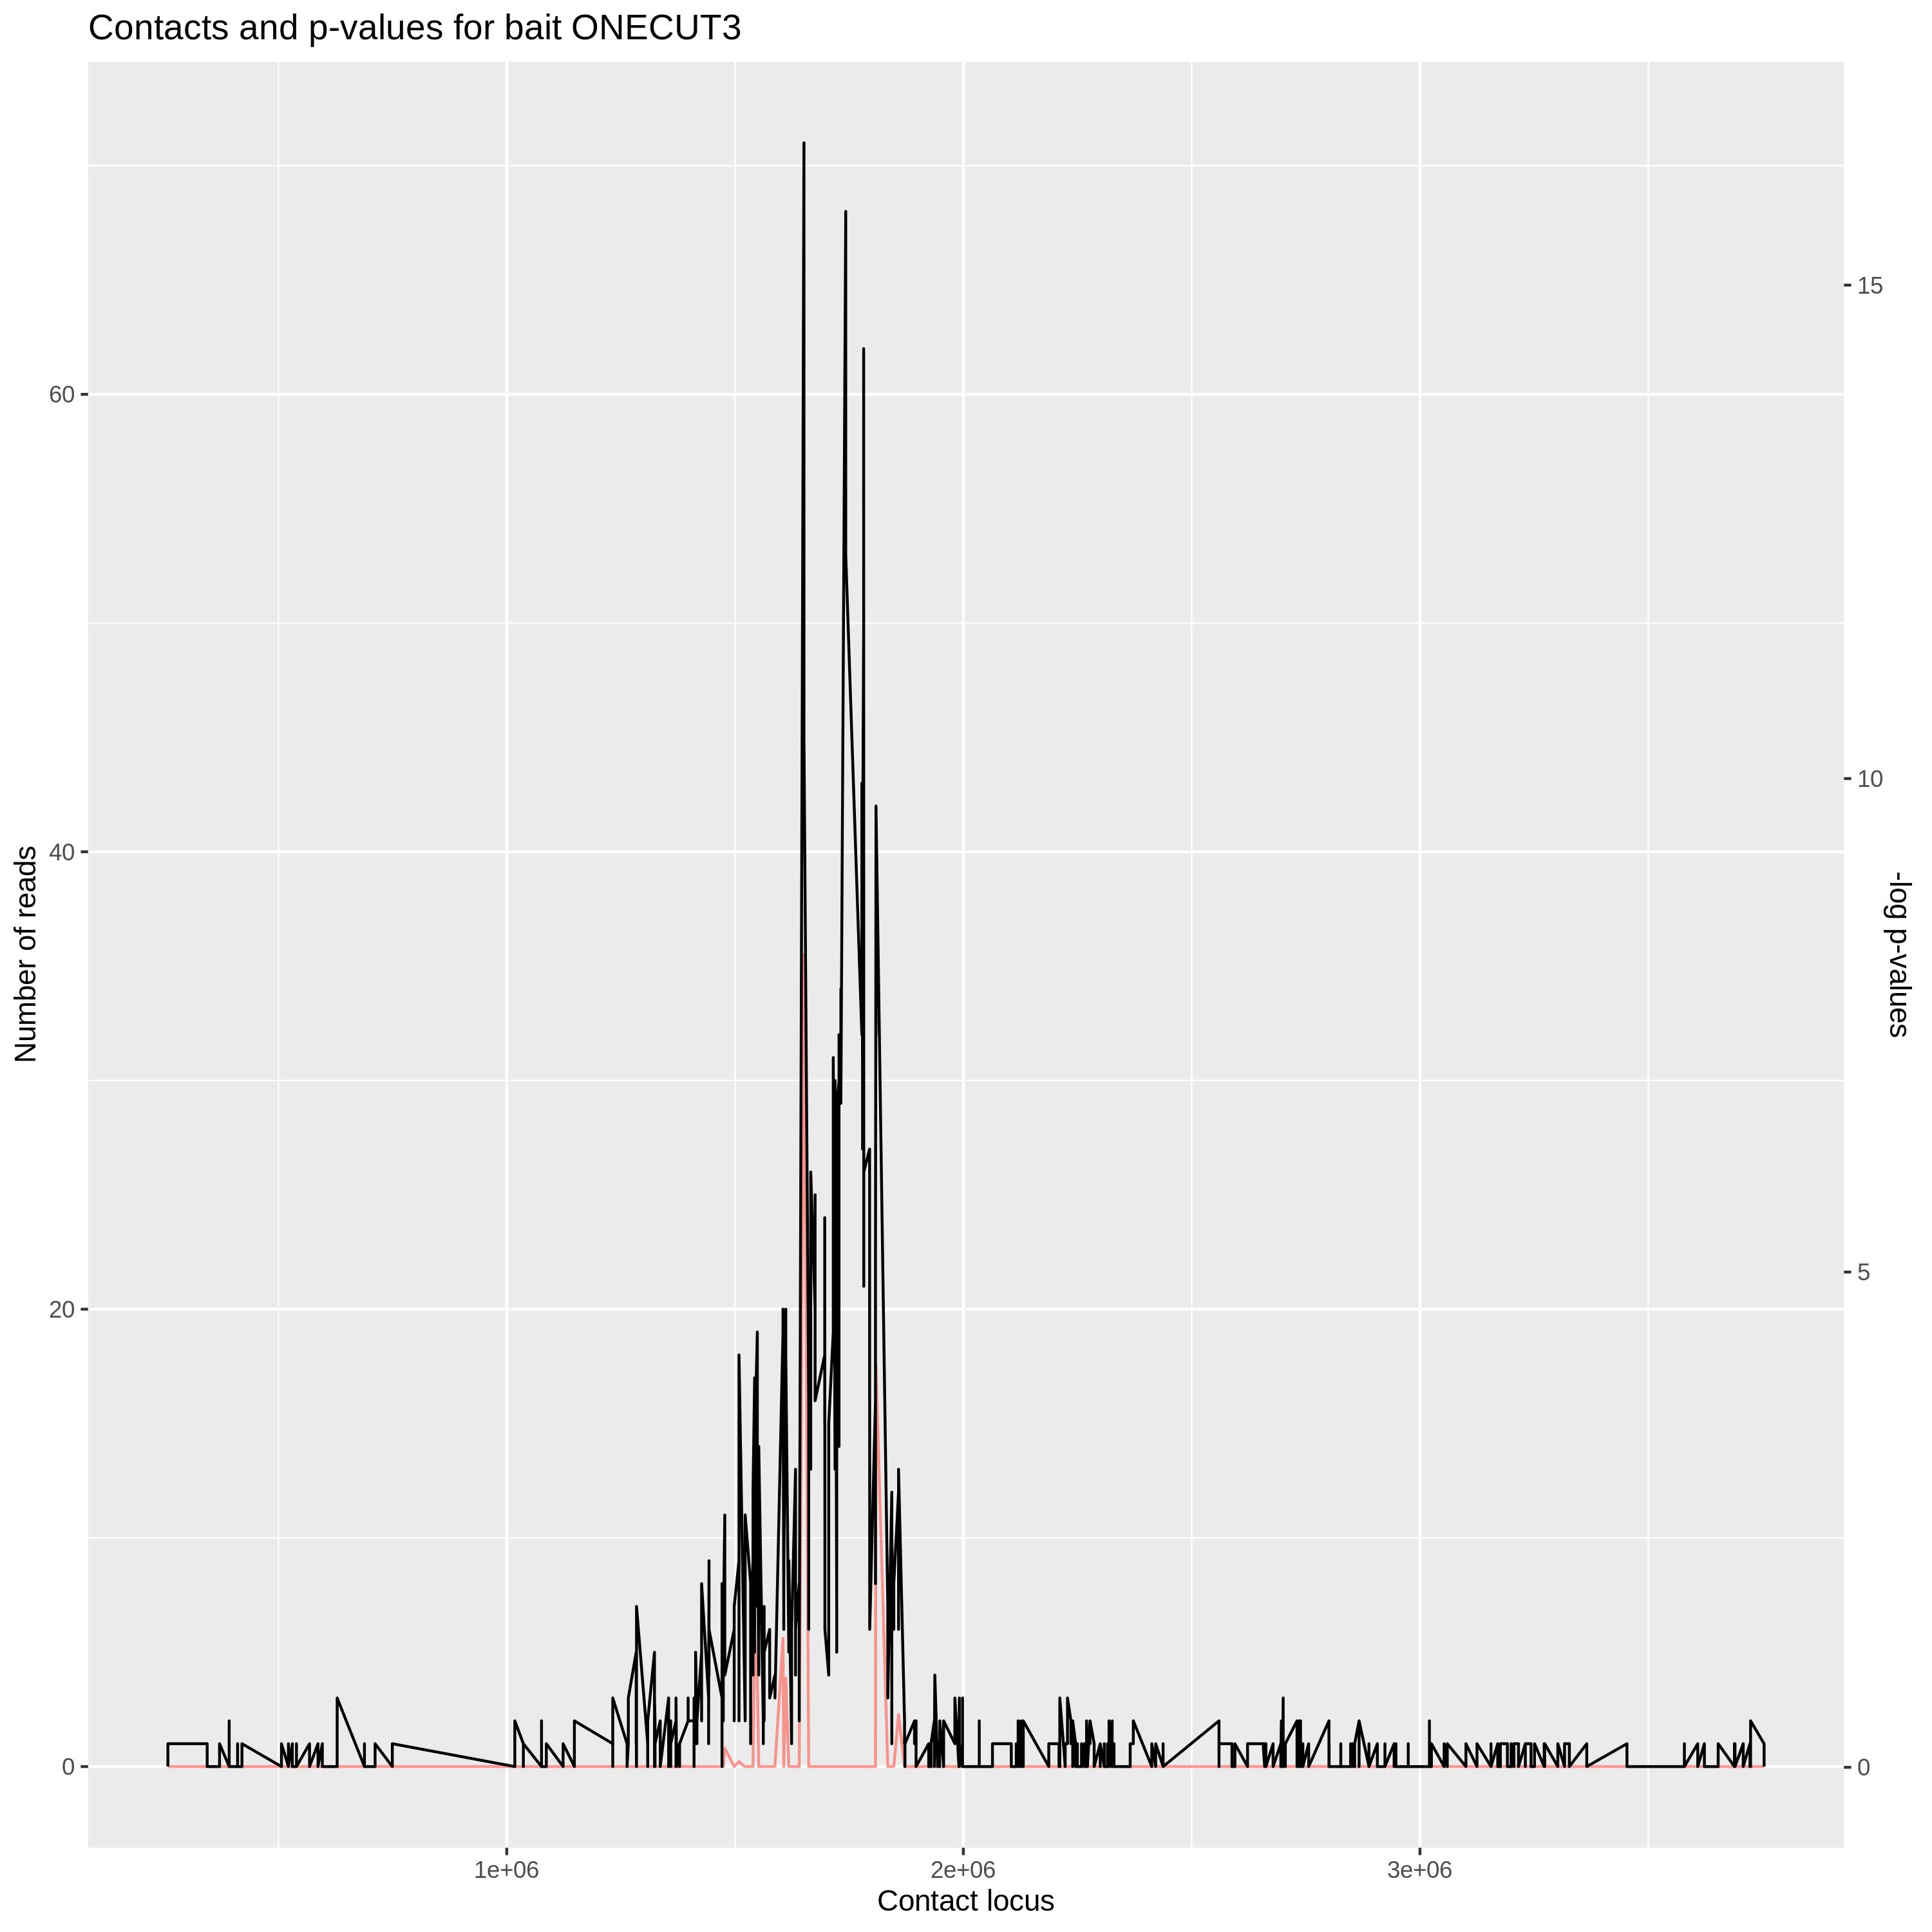 Contacts and p-values for bait ONECUT3
Number of reads
60
40
20
0
15
10
5
0
-log p-values
1e+06 2e+06 3e+06
Contact locus